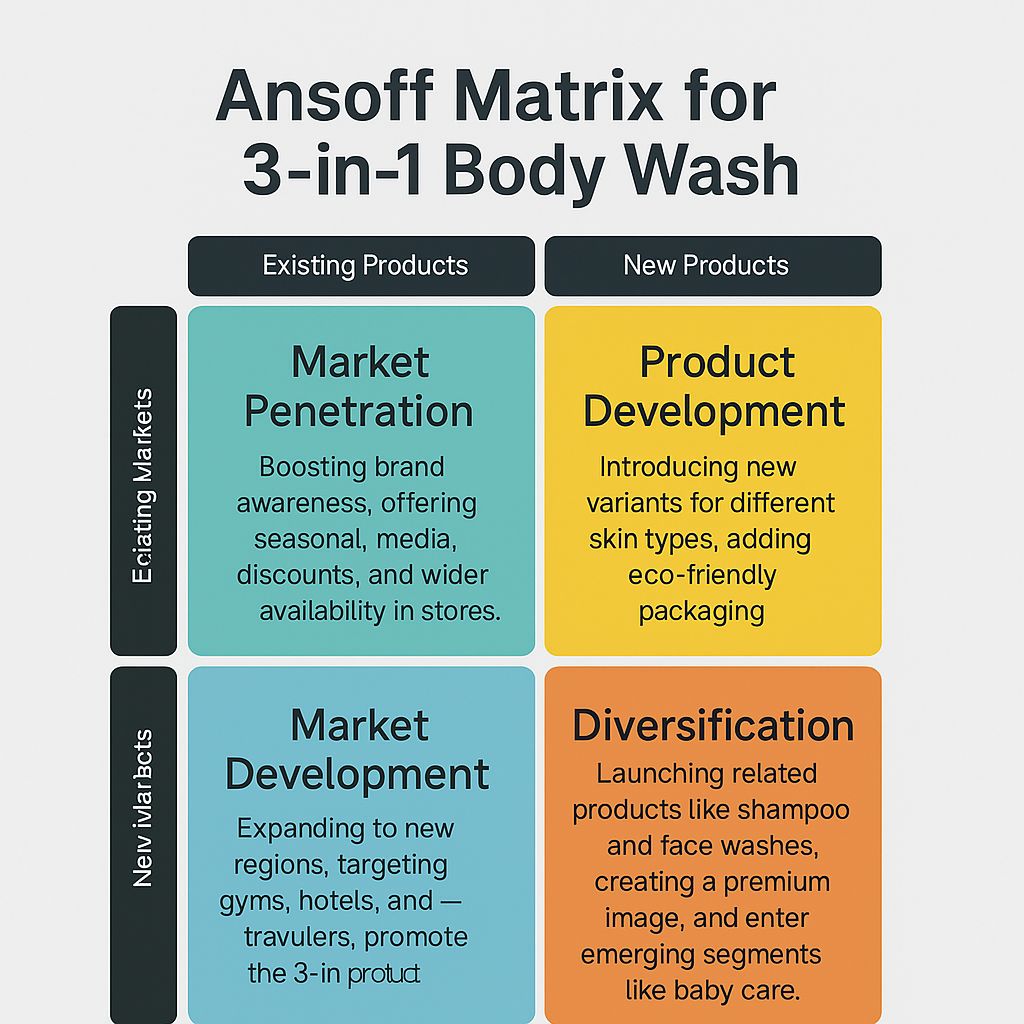 Ansoff Matrix for
3-in-1 Body Wash
Existing Products
New Products
Eciating Markets
Market
Penetration
Boosting brand
awareness, offering
seasonal, media,
discounts, and wider
availability in stores.
Product
Development
Introducing new
variants for different
skin types, adding
eco-friendly
packaging
Market
Development
Expanding to new
regions, targeting
gyms, hotels, and —
travulers, promote
the 3-in
Diversification
Launching related
products like shampoo
and face washes,
creating a premium
image, and enter
emerging segments
like baby care.